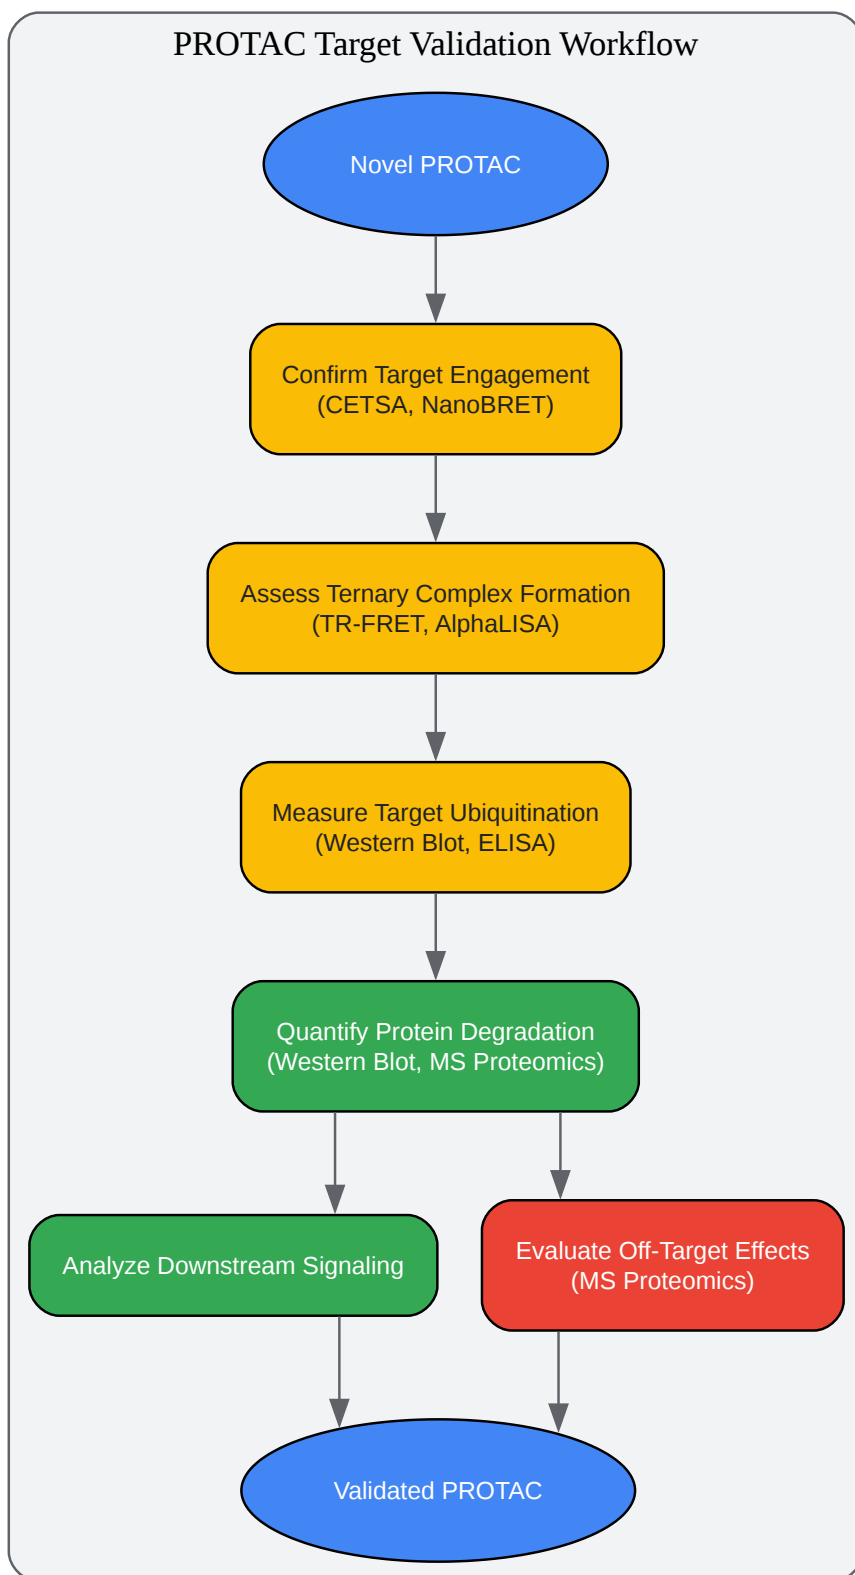 PROTAC Target Validation Workflow
Novel PROTAC
Confirm Target Engagement
(CETSA, NanoBRET)
Assess Ternary Complex Formation
(TR-FRET, AlphaLISA)
Measure Target Ubiquitination
(Western Blot, ELISA)
Quantify Protein Degradation
(Western Blot, MS Proteomics)
Analyze Downstream Signaling
Evaluate Off-Target Effects
(MS Proteomics)
Validated PROTAC